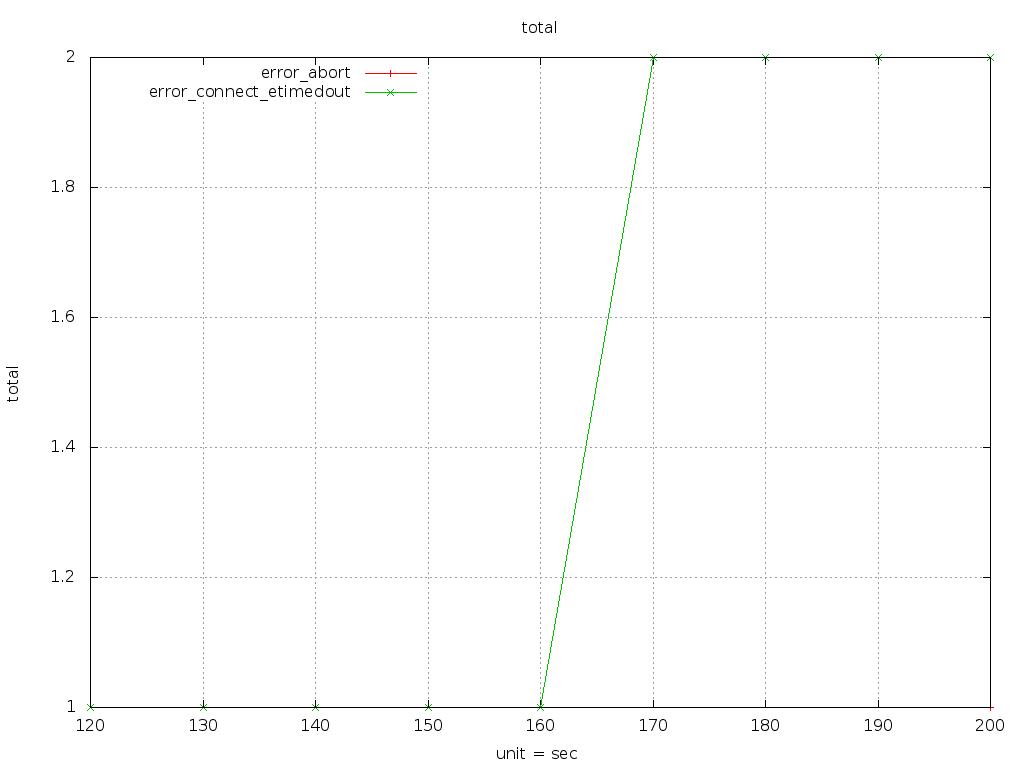 total
2
error_abort
error_connect_etimedout
1.8
1.6
total
1.4
1.2
1
120 130 140 150 160 170 180 190 200
unit = sec